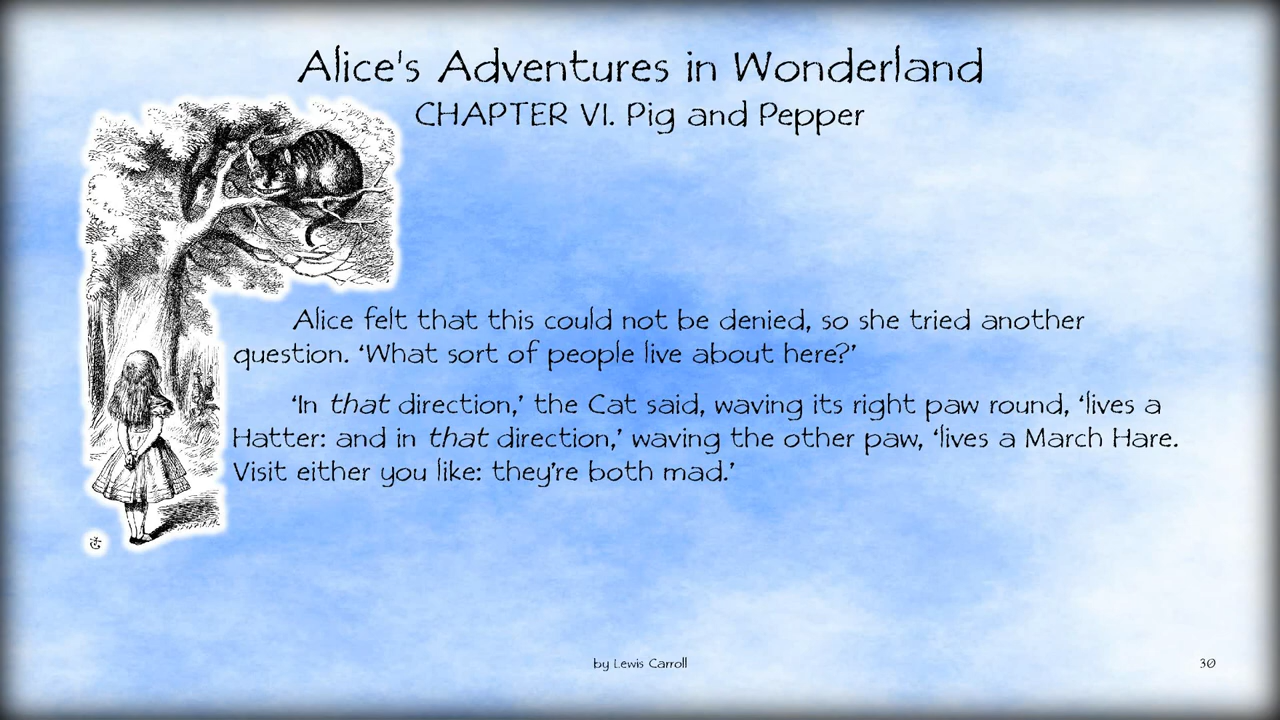 Alice's Adventures in Wonderland
CHAPTER VI. Pig and Pepper
Alice felt that this could not be denied, so she tried another
question. ‘What sort of people live about here?’
‘In that direction,’ the Cat said, waving its right paw round, ‘lives a
Hatter: and in that direction,’ waving the other paw, ‘lives a March Hare.
Visit either you like: they’re both mad.’
by Lewis Carroll
30